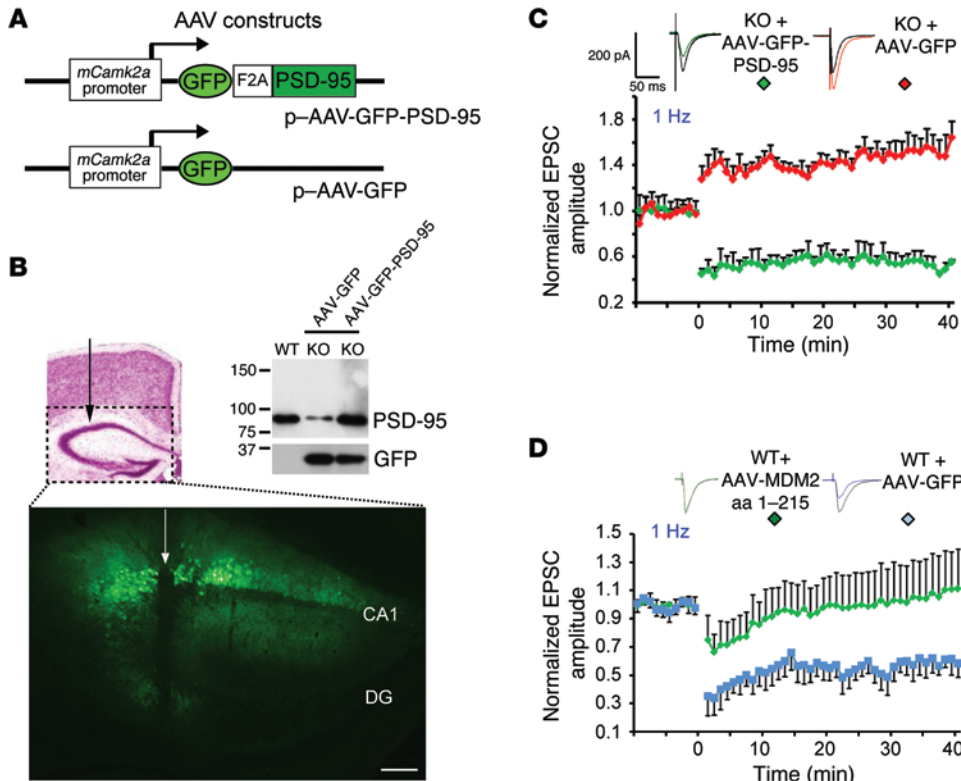 A
AAV constructs
mCamk2a
promoter
GFP
F2A
PSD-95
p–AAV-GFP-PSD-95
mCamk2a
promoter
GFP
p–AAV-GFP
B
AAV-GFP
AAV-GFP-PSD-95
WT KO KO
150
100
75
37
PSD-95
GFP
CA1
DG
C
200 pA
50 ms
KO +
AAV-GFP-
PSD-95
KO +
AAV-GFP
1 Hz
Normalized EPSC
amplitude
1.8
1.4
1.0
0.6
0.2
0 10 20 30 40
Time (min)
D
WT+
AAV-MDM2
aa 1–215
WT +
AAV-GFP
1 Hz
Normalized EPSC
amplitude
1.5
1.3
1.1
0.9
0.7
0.5
0.3
0.1
0 10 20 30 40
Time (min)